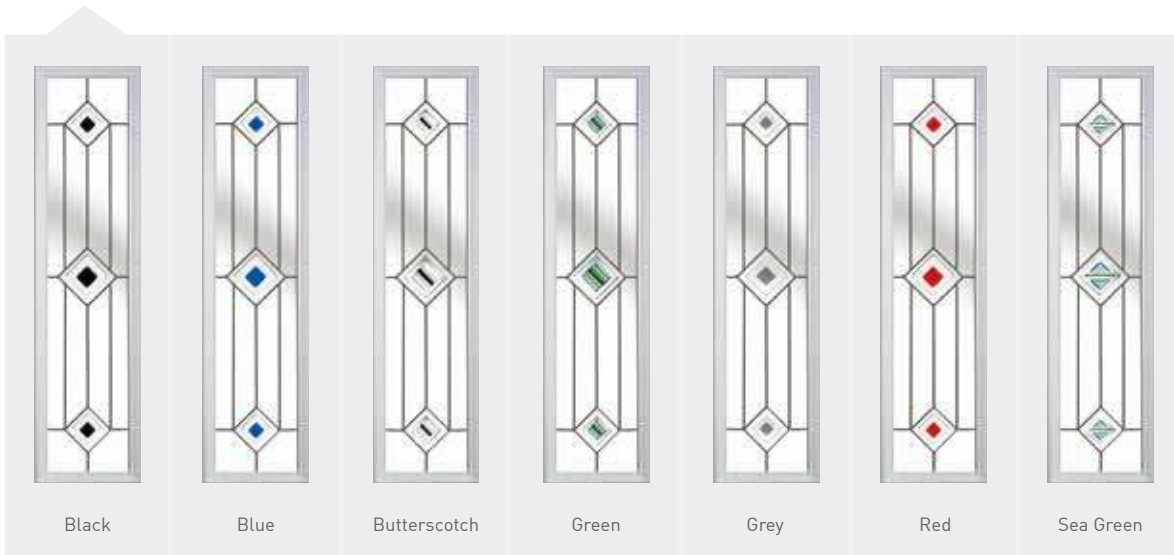 Black
Blue
Butterscotch
Green
Grey
Red
Sea Green